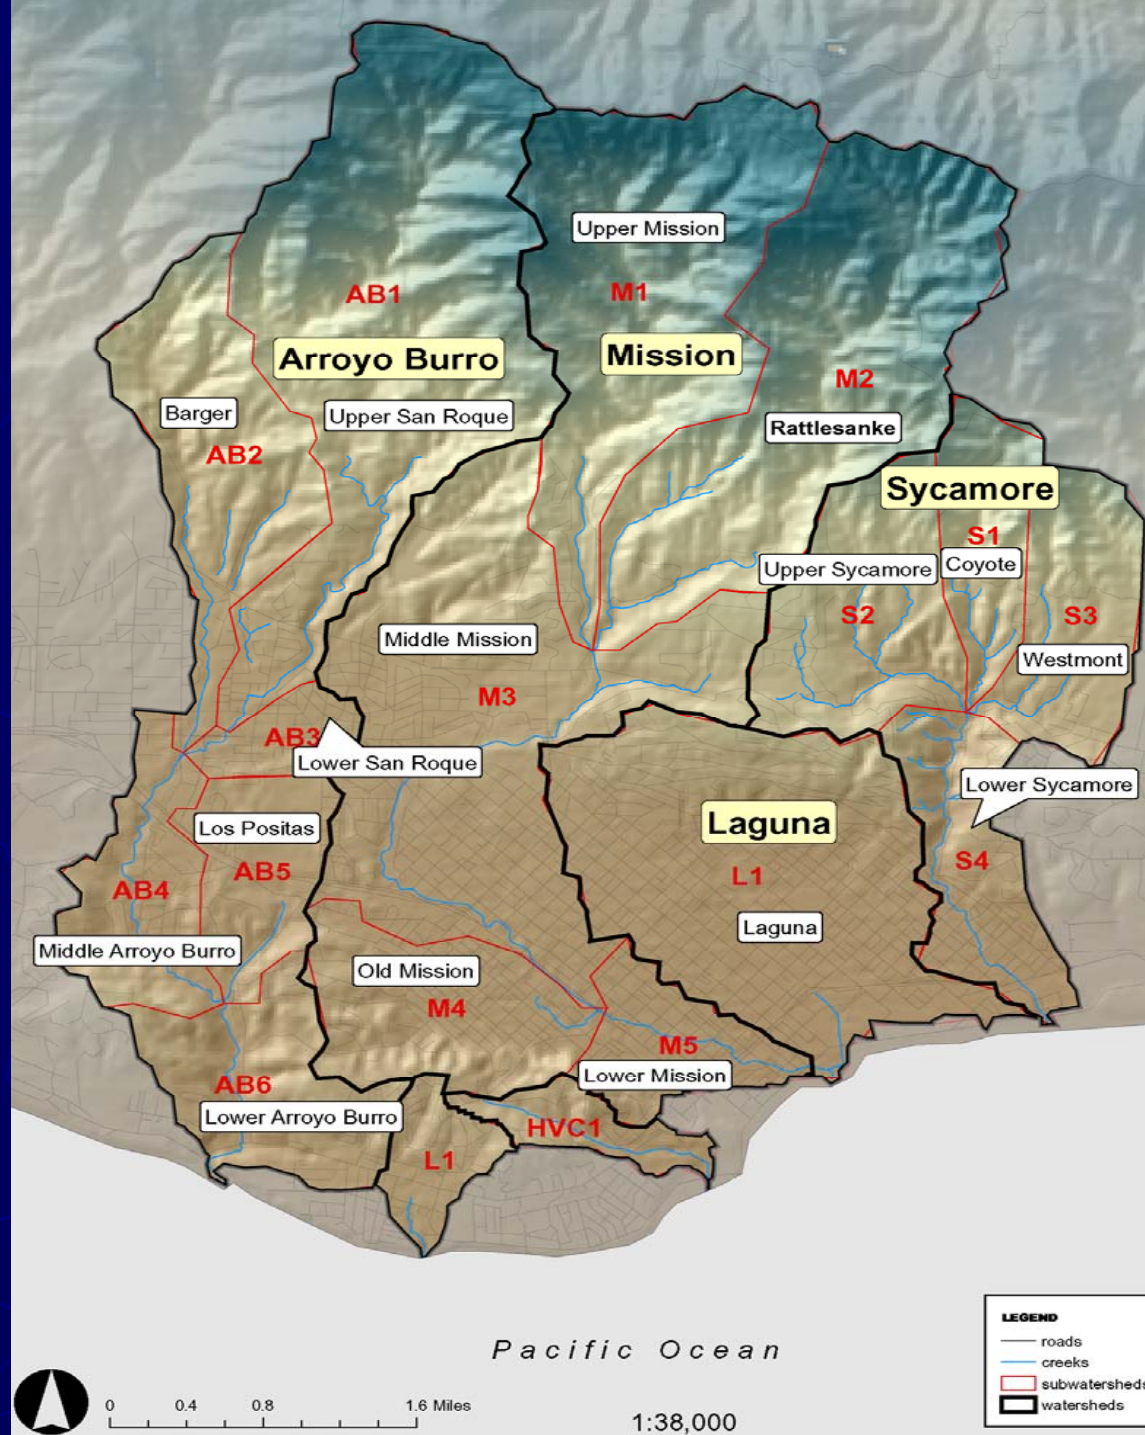 Upper Mission
AB1
M1
Arroyo Burro
Mission
M2
Barger
Upper San Roque
Rattlesanke
AB2
Sycamore
S1
Upper Sycamore
Coyote
S2
S3
Middle Mission
Westmont
M3
AB3
Lower San Roque
Lower Sycamore
Los Positas
Laguna
AB4
AB5
L1
S4
Laguna
Middle Arroyo Burro
Old Mission
M4
M5
Lower Mission
AB6
Lower Arroyo Burro
HVC1
L1
Pacific Ocean
LEGEND
roads
creeks
subwatersheds
watersheds
0 0.4 0.8 1.6 Miles
1:38,000